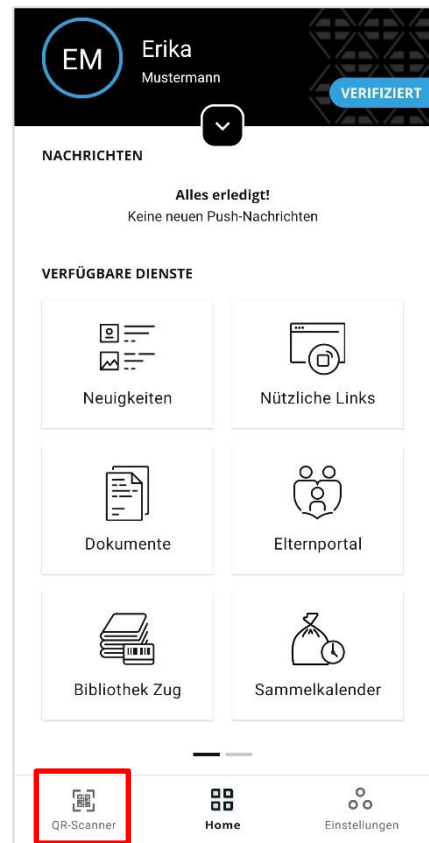 EM
Erika
Mustermann
VERIFIZIERT
NACHRICHTEN
Alles erledigt!
Keine neuen Push-Nachrichten
VERFÜGBARE DIENSTE
Neuigkeiten
Nützliche Links
Dokumente
Elternportal
Bibliothek Zug
Sammelkalender
QR-Scanner
Home
Einstellungen